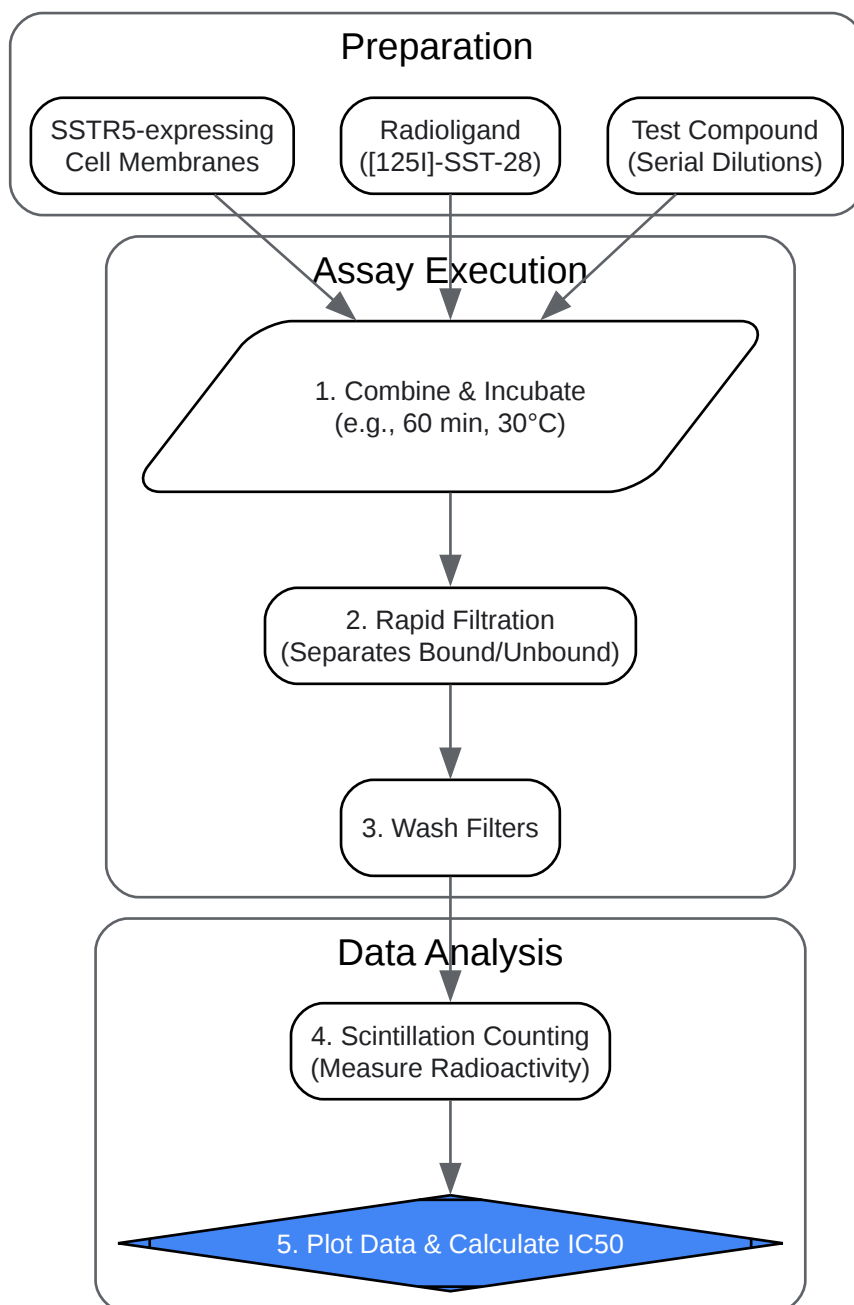 Preparation
SSTR5-expressing
Cell Membranes
Radioligand
([125I]-SST-28)
Test Compound
(Serial Dilutions)
Assay Execution
1. Combine & Incubate
(e.g., 60 min, 30°C)
2. Rapid Filtration
(Separates Bound/Unbound)
3. Wash Filters
Data Analysis
4. Scintillation Counting
(Measure Radioactivity)
5. Plot Data & Calculate IC50